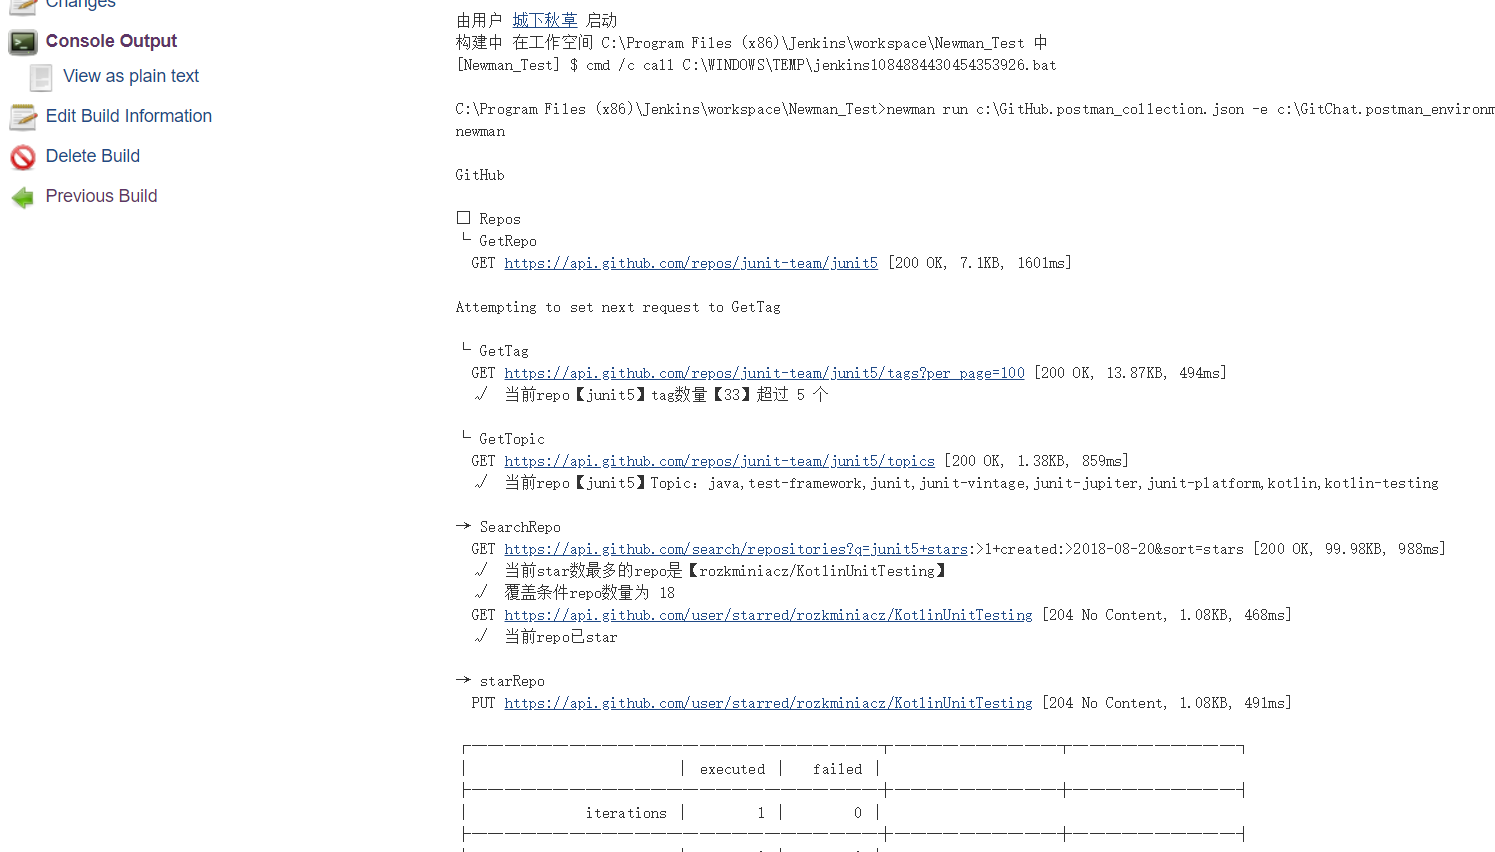 Changes
Console Output
View as plain text
Edit Build Information
Delete Build
Previous Build
由用户 城下秋草 启动
构建中 在工作空间 C:\Program Files (x86)\Jenkins\workspace\Newman_Test 中
[Newman_Test] $ cmd /c call C:\WINDOWS\TEMP\jenkins1084884430454353926.bat
C:\Program Files (x86)\Jenkins\workspace\Newman_Test>newman run c:\GitHub.postman_collection.json -e c:\GitChat.postman_environm
newman
GitHub
□ Repos
└ GetRepo
GET https://api.github.com/repos/junit-team/junit5 [200 OK, 7.1KB, 1601ms]
Attempting to set next request to GetTag
└ GetTag
GET https://api.github.com/repos/junit-team/junit5/tags?per_page=100 [200 OK, 13.87KB, 494ms]
√ 当前repo【junit5】tag数量【33】超过 5 个
└ GetTopic
GET https://api.github.com/repos/junit-team/junit5/topics [200 OK, 1.38KB, 859ms]
√ 当前repo【junit5】Topic：java,test-framework,junit,junit-vintage,junit-jupiter,junit-platform,kotlin,kotlin-testing
→ SearchRepo
GET https://api.github.com/search/repositories?q=junit5+stars:>1+created:>2018-08-20&sort=stars [200 OK, 99.98KB, 988ms]
√ 当前star数最多的repo是【rozkminiacz/KotlinUnitTesting】
√ 覆盖条件repo数量为 18
GET https://api.github.com/user/starred/rozkminiacz/KotlinUnitTesting [204 No Content, 1.08KB, 468ms]
√ 当前repo已star
→ starRepo
PUT https://api.github.com/user/starred/rozkminiacz/KotlinUnitTesting [204 No Content, 1.08KB, 491ms]
│ │ executed │ failed │
│ iterations │ 1 │ 0 │